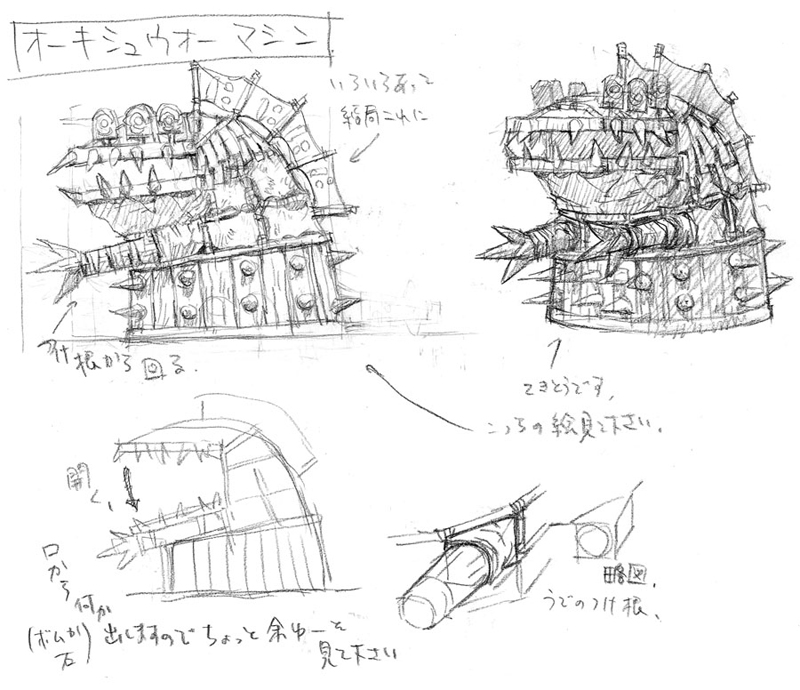 オーキシュウォーマシン
いろいろあって
結局これに
付け根から回る。
てきとうです。
こっちの絵見て下さい。
開く。
口から何か
(ボムか石)
出しますのでちょっと余ゆーを
見て下さい
略図。
うでのつけ根。